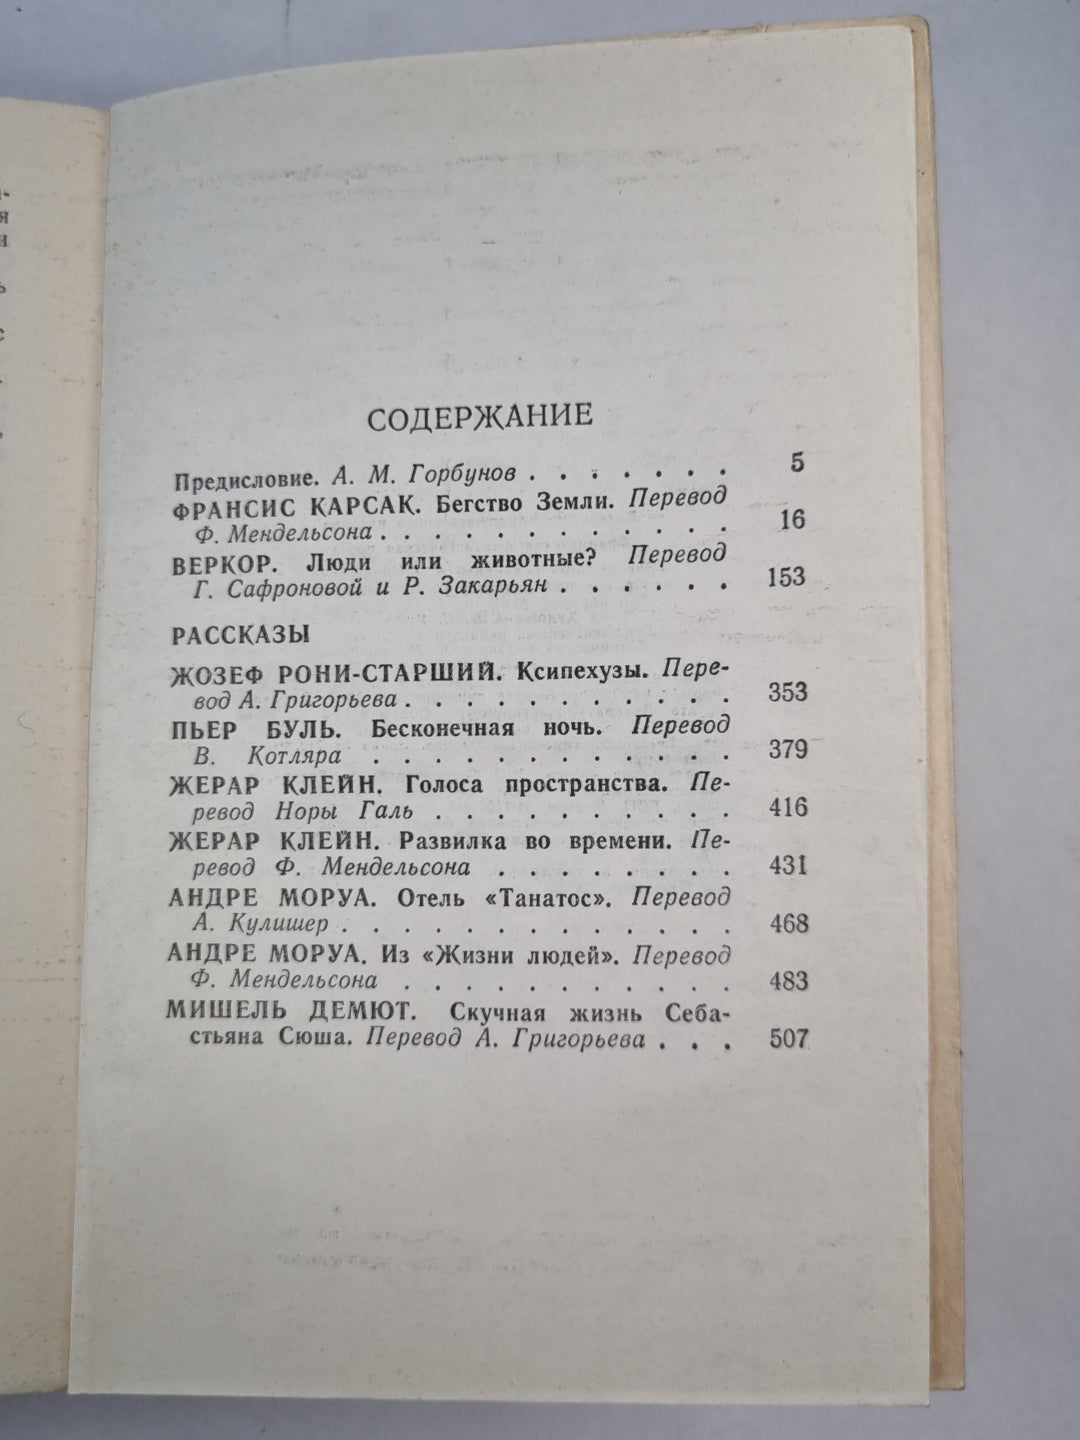 СОДЕРЖАНИЕ
Предисловие. А. М. Горбунов . . . . . . . 5
ФРАНСИС КАРСАК. Бегство Земли. Перевод
Ф. Мендельсона . . . . . . . . . . . . 16
ВЕРКОР. Люди или животные? Перевод
Г. Сафроновой и Р. Закарьян . . . . . . 153
РАССКАЗЫ
ЖОЗЕФ РОНИ-СТАРШИЙ. Ксипехузы. Пере-
вод А. Григорьева . . . . . . . . . . . 353
ПЬЕР БУЛЬ. Бесконечная ночь. Перевод
В. Котляра . . . . . . . . . . . . 379
ЖЕРАР КЛЕЙН. Голоса пространства. Пе-
ревод Норы Галь . . . . . . . . . . 416
ЖЕРАР КЛЕЙН. Развилка во времени. Пе-
ревод Ф. Мендельсона . . . . . . . . 431
АНДРЕ МОРУА. Отель «Танатос». Перевод
А. Кулишер . . . . . . . . . . . . . 468
АНДРЕ МОРУА. Из «Жизни людей». Перевод
Ф. Мендельсона . . . . . . . . . . . 483
МИШЕЛЬ ДЕМЮТ. Скучная жизнь Себа-
стьяна Сюша. Перевод А. Григорьева . . . 507